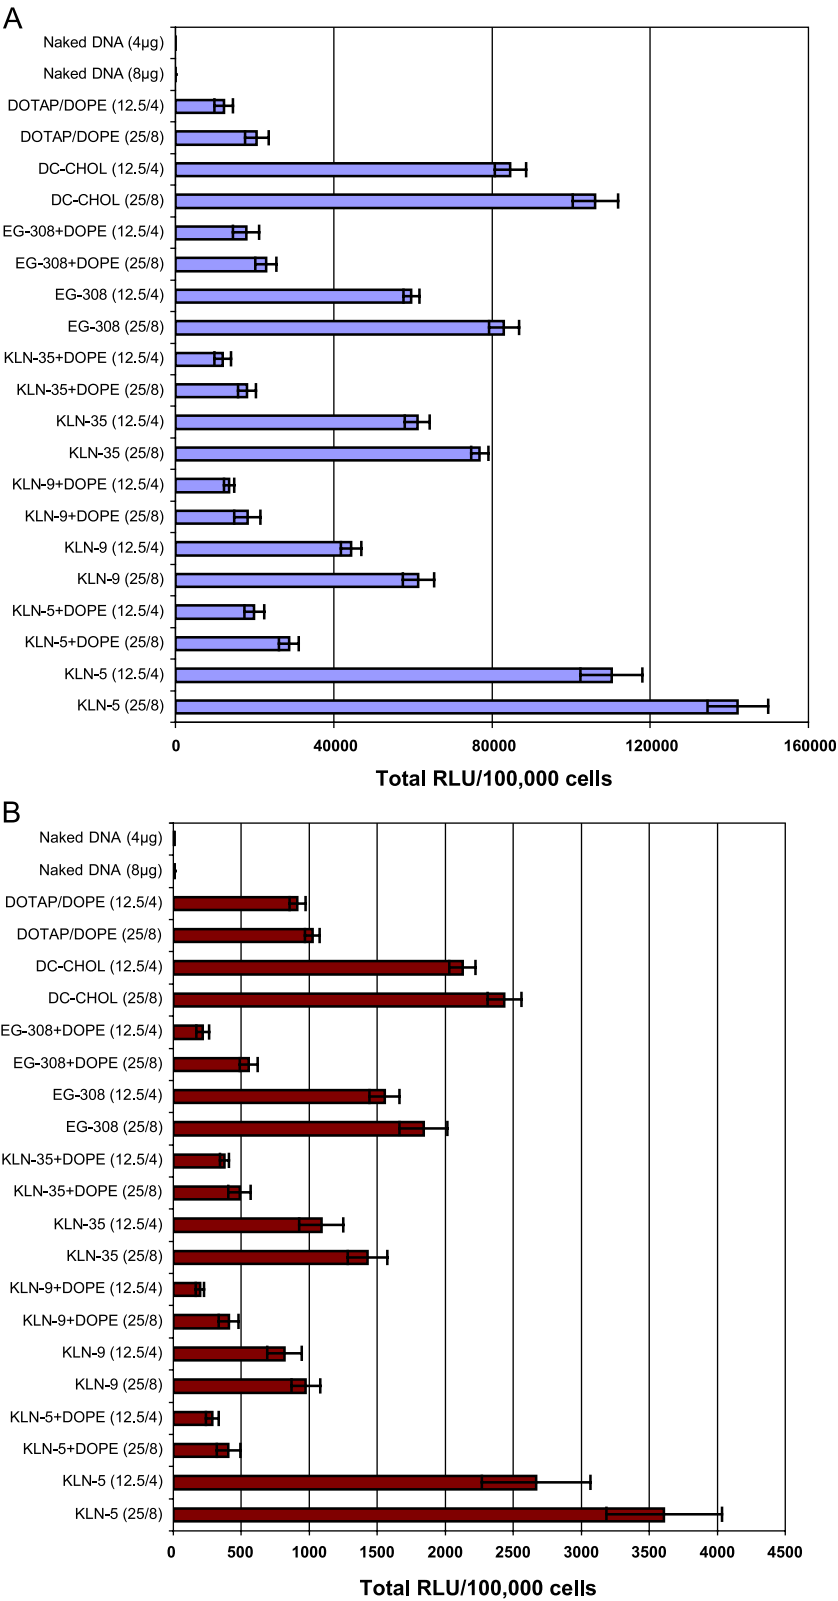 A
Naked DNA (4µg)
Naked DNA (8µg)
DOTAP/DOPE (12.5/4)
DOTAP/DOPE (25/8)
DC-CHOL (12.5/4)
DC-CHOL (25/8)
EG-308+DOPE (12.5/4)
EG-308+DOPE (25/8)
EG-308 (12.5/4)
EG-308 (25/8)
KLN-35+DOPE (12.5/4)
KLN-35+DOPE (25/8)
KLN-35 (12.5/4)
KLN-35 (25/8)
KLN-9+DOPE (12.5/4)
KLN-9+DOPE (25/8)
KLN-9 (12.5/4)
KLN-9 (25/8)
KLN-5+DOPE (12.5/4)
KLN-5+DOPE (25/8)
KLN-5 (12.5/4)
KLN-5 (25/8)
0 40000 80000 120000 160000
Total RLU/100,000 cells
B
Naked DNA (4µg)
Naked DNA (8µg)
DOTAP/DOPE (12.5/4)
DOTAP/DOPE (25/8)
DC-CHOL (12.5/4)
DC-CHOL (25/8)
EG-308+DOPE (12.5/4)
EG-308+DOPE (25/8)
EG-308 (12.5/4)
EG-308 (25/8)
KLN-35+DOPE (12.5/4)
KLN-35+DOPE (25/8)
KLN-35 (12.5/4)
KLN-35 (25/8)
KLN-9+DOPE (12.5/4)
KLN-9+DOPE (25/8)
KLN-9 (12.5/4)
KLN-9 (25/8)
KLN-5+DOPE (12.5/4)
KLN-5+DOPE (25/8)
KLN-5 (12.5/4)
KLN-5 (25/8)
0 500 1000 1500 2000 2500 3000 3500 4000 4500
Total RLU/100,000 cells